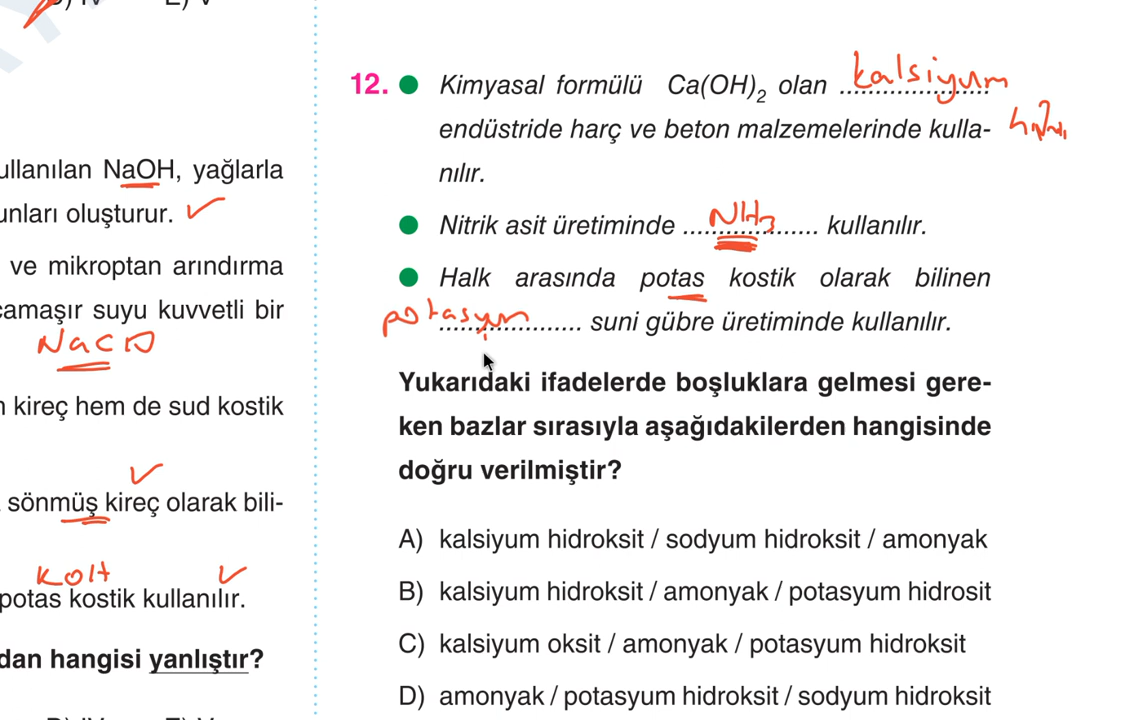 ullanılan NaOH, yağlarla
unları oluşturur.
ve mikroptan arındırma
çamaşır suyu kuvvetli bir
kireç hem de sud kostik
sönmüş kireç olarak bili-
KOH
potas kostik kullanılır.
dan hangisi yanlıştır?
12. ● Kimyasal formülü Ca(OH)2 olan kalsiyum
endüstride harç ve beton malzemelerinde kulla-
nılır.
● Nitrik asit üretiminde ......NH3...... kullanılır.
● Halk arasında potas kostik olarak bilinen
potasyum ..................... suni gübre üretiminde kullanılır.
Yukarıdaki ifadelerde boşluklara gelmesi gere-
ken bazlar sırasıyla aşağıdakilerden hangisinde
doğru verilmiştir?
A) kalsiyum hidroksit / sodyum hidroksit / amonyak
B) kalsiyum hidroksit / amonyak / potasyum hidrosit
C) kalsiyum oksit / amonyak / potasyum hidroksit
D) amonyak / potasyum hidroksit / sodyum hidroksit